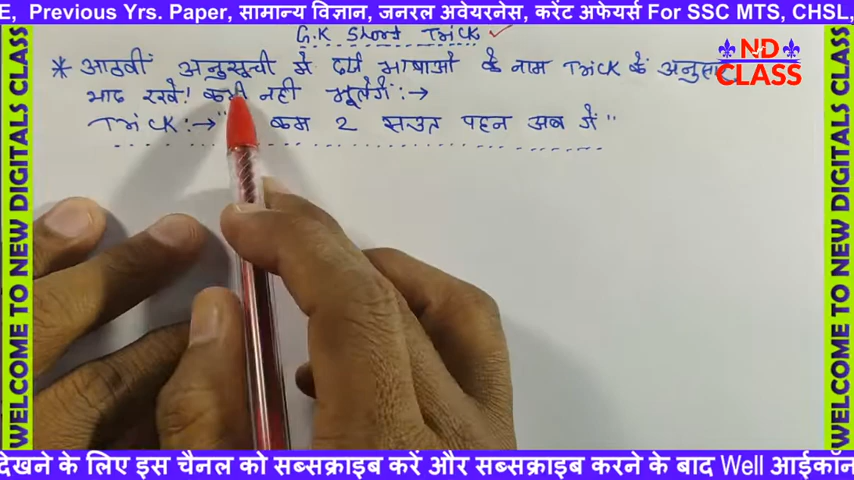 E, Previous Yrs. Paper, सामान्य विज्ञान, जनरल अवेयरनेस, करेंट अफेयर्स For SSC MTS, CHSL,
G.K Short Trick ✓
ND
CLASS
* आठवीं अनुसूची में दर्ज भाषाओं के नाम Trick के अनुसार
याद रखें! कभी नहीं भूलेंगें :→
Trick :→ " कम 2 सउत पहन अब में "
WELCOME TO NEW DIGITALS CLASS
WELCOME TO NEW DIGITALS CLASS
देखने के लिए इस चैनल को सब्सक्राइब करें और सब्सक्राइब करने के बाद Well आईकान